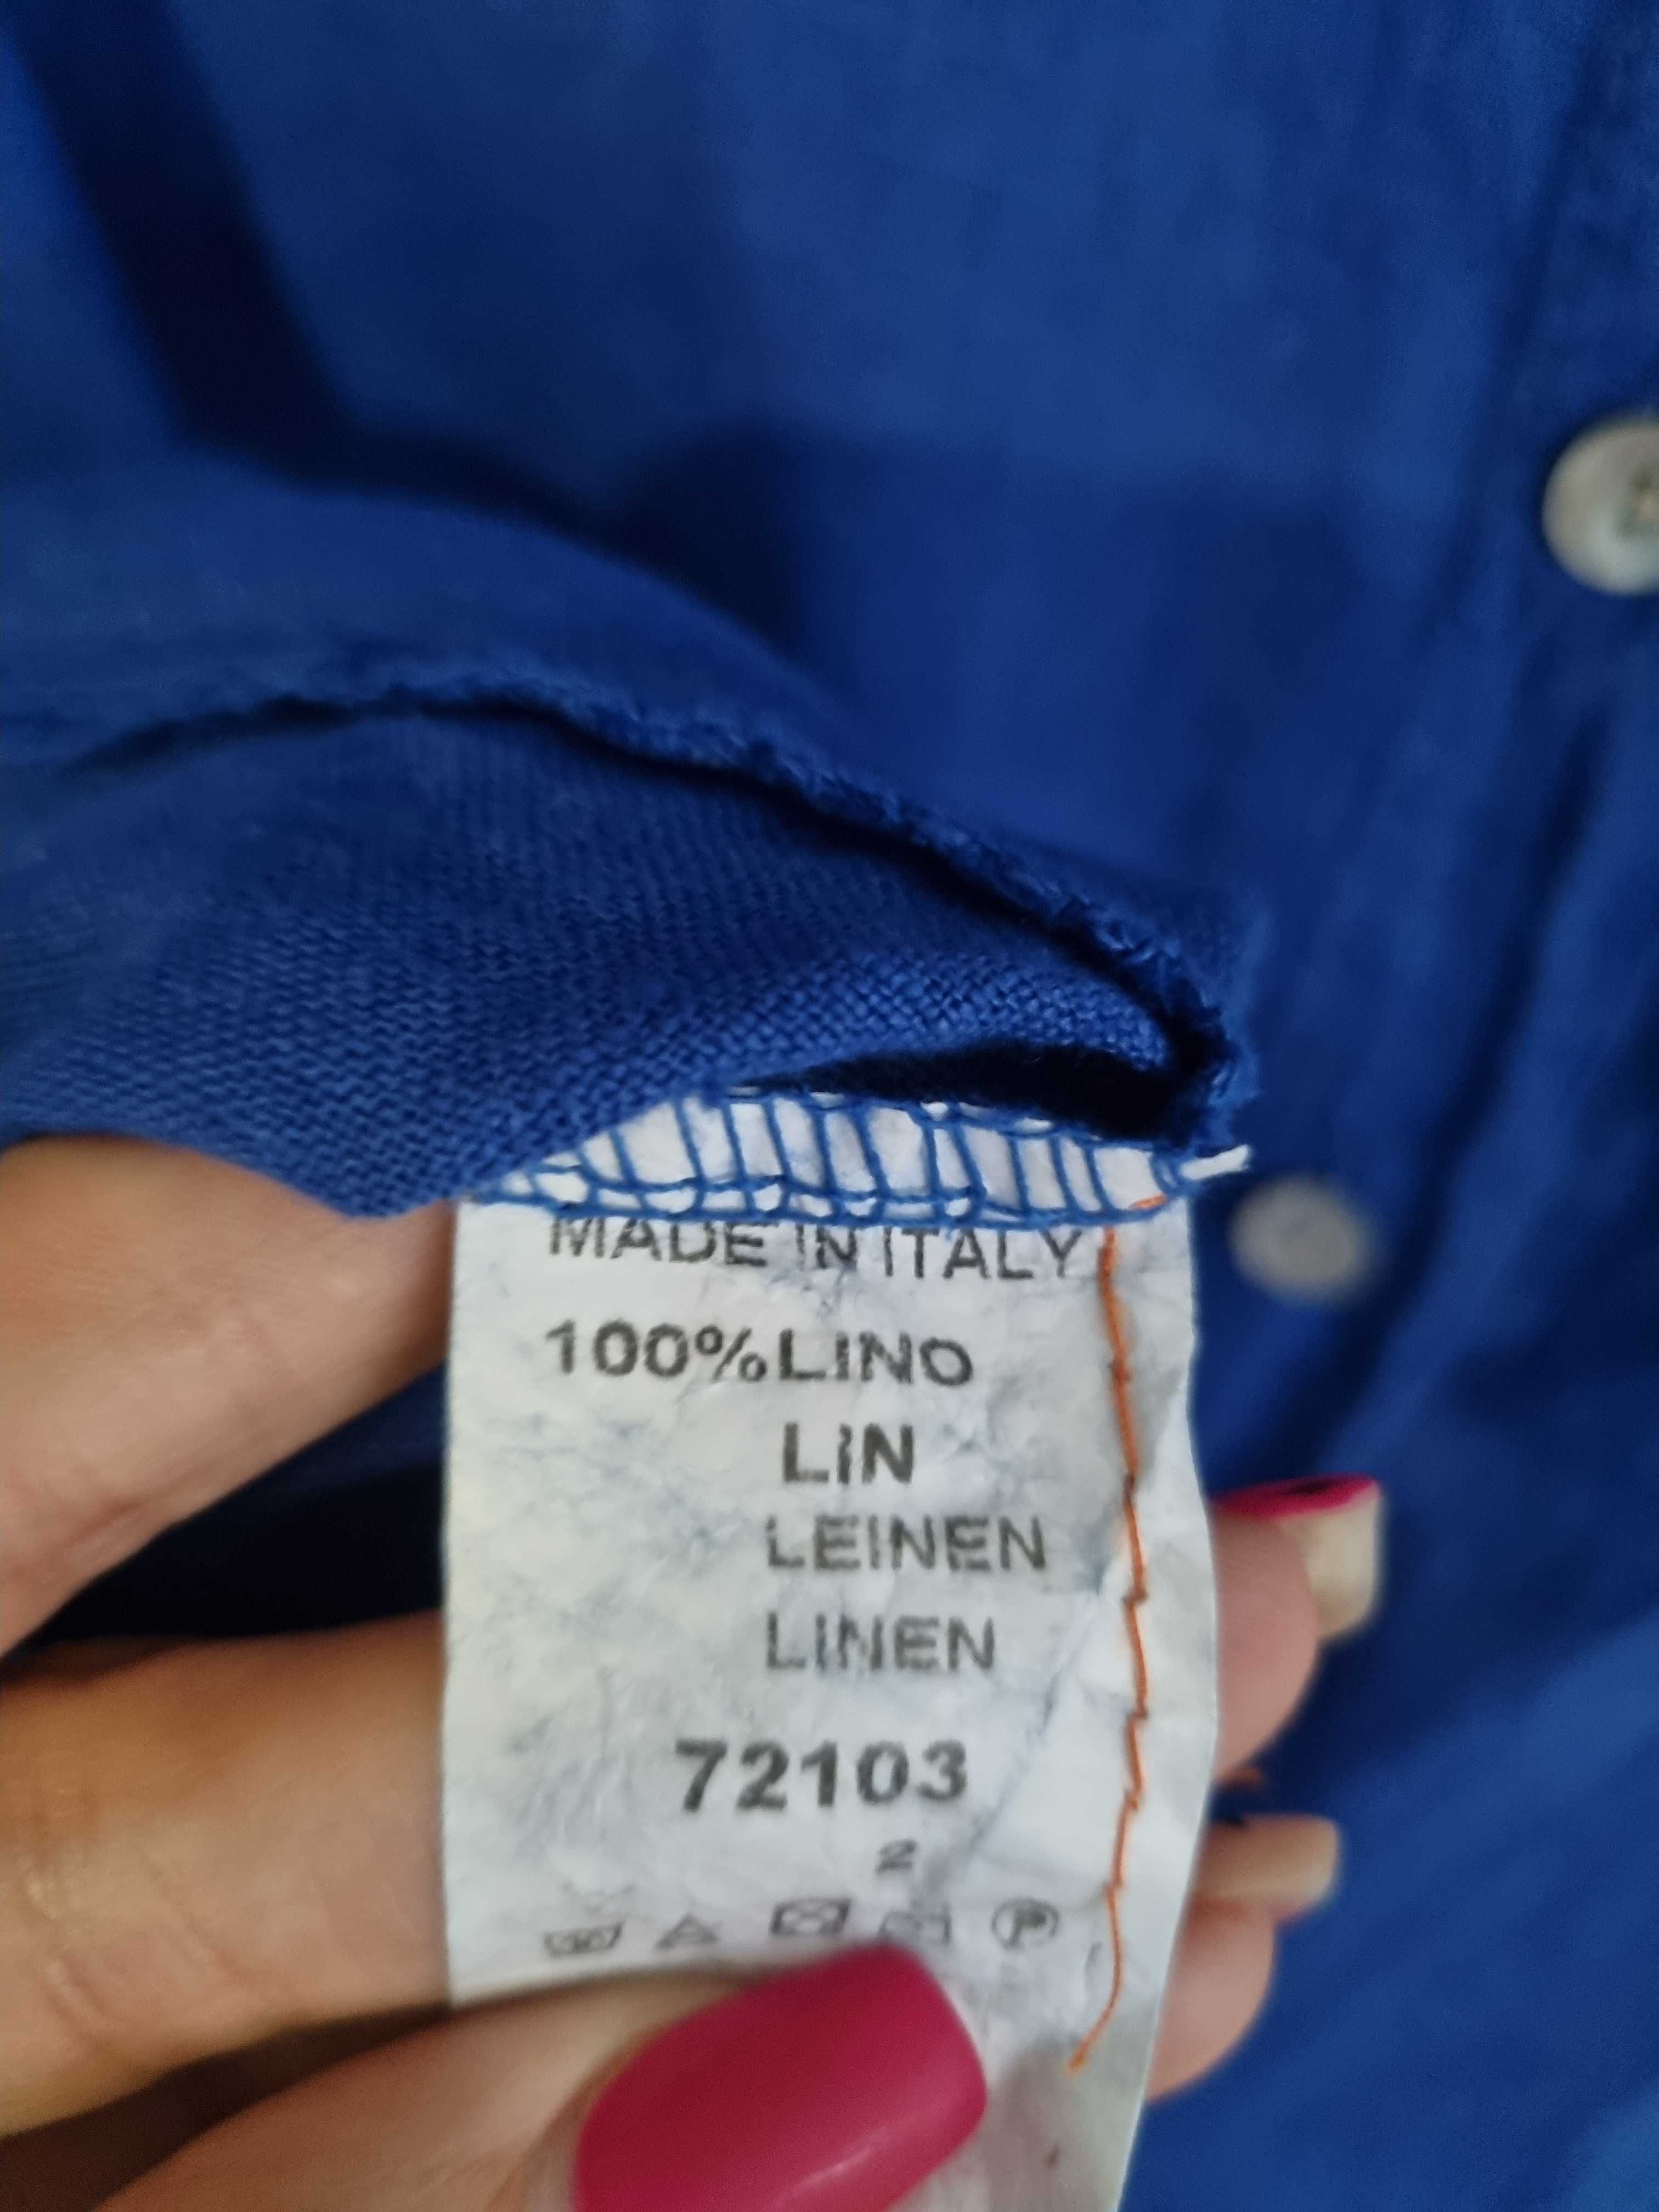 MADE IN ITALY
100%LINO
LIN
LEINEN
LINEN
72103
2
P